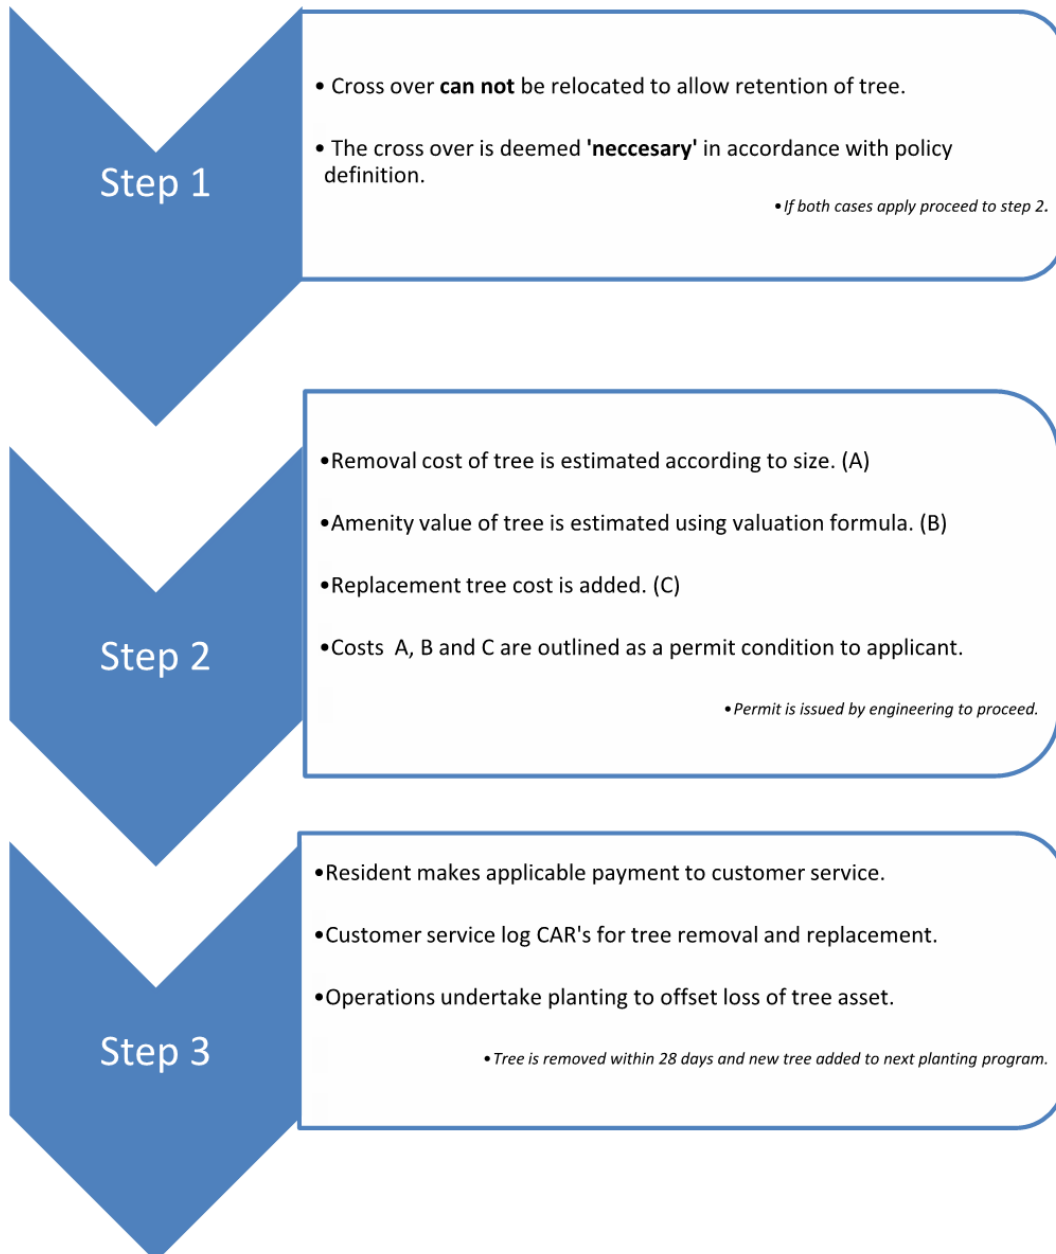 Step 1
• Cross over can not be relocated to allow retention of tree.
• The cross over is deemed 'neccesary' in accordance with policy
definition.
• If both cases apply proceed to step 2.
Step 2
•Removal cost of tree is estimated according to size. (A)
•Amenity value of tree is estimated using valuation formula. (B)
•Replacement tree cost is added. (C)
•Costs A, B and C are outlined as a permit condition to applicant.
•Permit is issued by engineering to proceed.
Step 3
•Resident makes applicable payment to customer service.
•Customer service log CAR's for tree removal and replacement.
•Operations undertake planting to offset loss of tree asset.
•Tree is removed within 28 days and new tree added to next planting program.